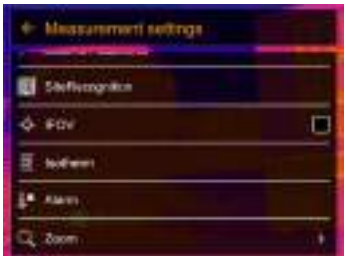 Measurement settings
SiteRecognition
IFOV
Isotherm
Alarm
Zoom